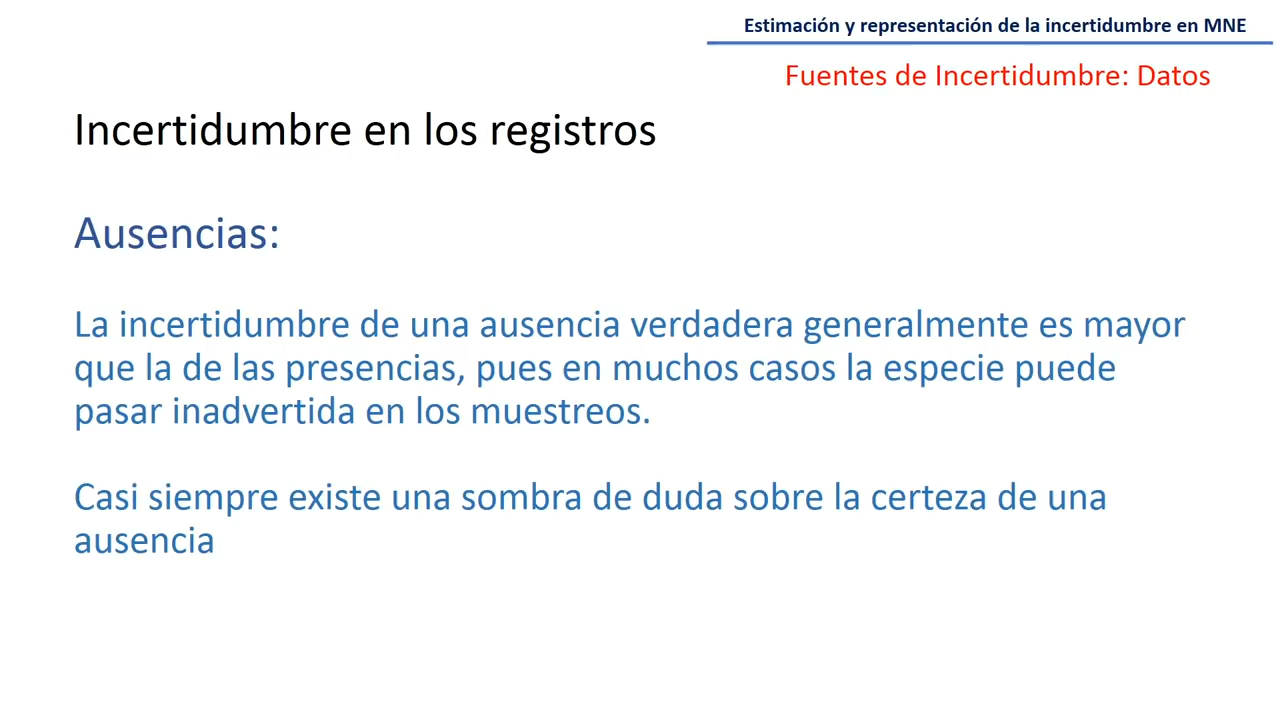 Estimación y representación de la incertidumbre en MNE
Fuentes de Incertidumbre: Datos
Incertidumbre en los registros
Ausencias:
La incertidumbre de una ausencia verdadera generalmente es mayor
que la de las presencias, pues en muchos casos la especie puede
pasar inadvertida en los muestreos.
Casi siempre existe una sombra de duda sobre la certeza de una
ausencia